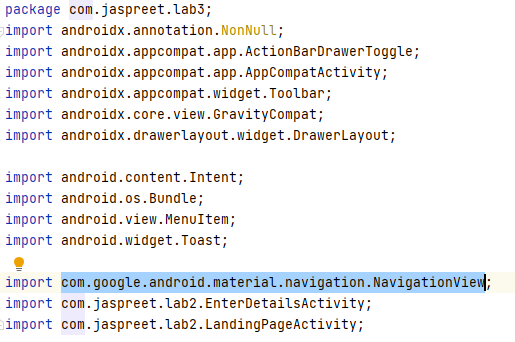 package com.jaspreet.lab3;
import androidx.annotation.NonNull;
import androidx.appcompat.app.ActionBarDrawerToggle;
import androidx.appcompat.app.AppCompatActivity;
import androidx.appcompat.widget.Toolbar;
import androidx.core.view.GravityCompat;
import androidx.drawerlayout.widget.DrawerLayout;
import android.content.Intent;
import android.os.Bundle;
import android.view.MenuItem;
import android.widget.Toast;
import com.google.android.material.navigation.NavigationView;
import com.jaspreet.lab2.EnterDetailsActivity;
import com.jaspreet.lab2.LandingPageActivity;